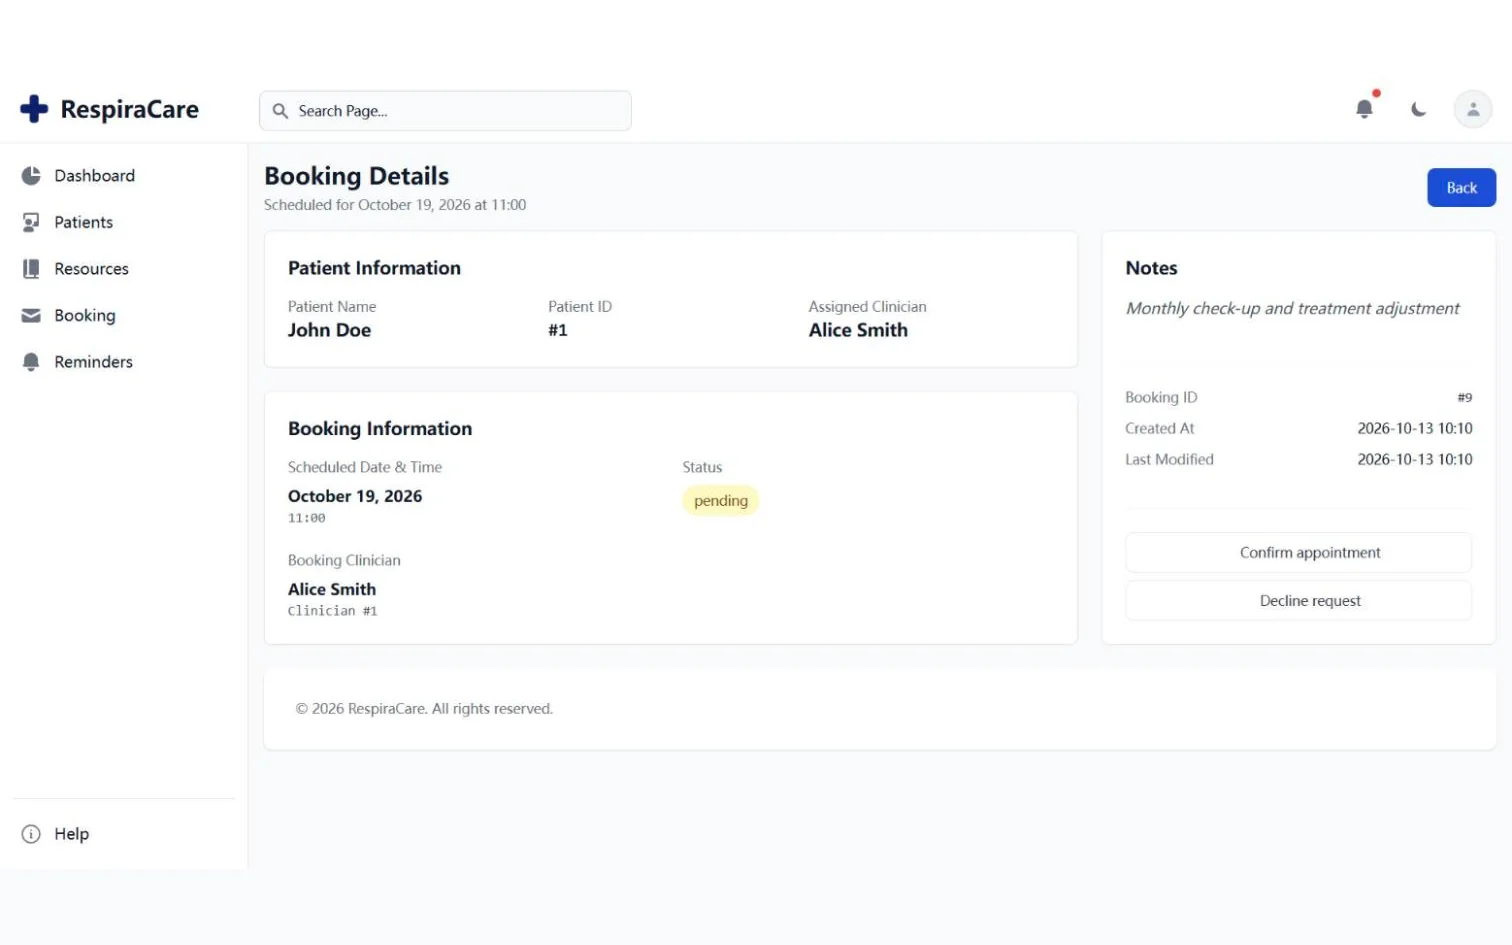 RespiraCare
Search Page...
Dashboard
Patients
Resources
Booking
Reminders
Help
Booking Details
Scheduled for October 19, 2026 at 11:00
Back
Patient Information
Patient Name
John Doe
Patient ID
#1
Assigned Clinician
Alice Smith
Booking Information
Scheduled Date & Time
October 19, 2026
11:00
Status
pending
Booking Clinician
Alice Smith
Clinician #1
Notes
Monthly check-up and treatment adjustment
Booking ID #9
Created At 2026-10-13 10:10
Last Modified 2026-10-13 10:10
Confirm appointment
Decline request
© 2026 RespiraCare. All rights reserved.